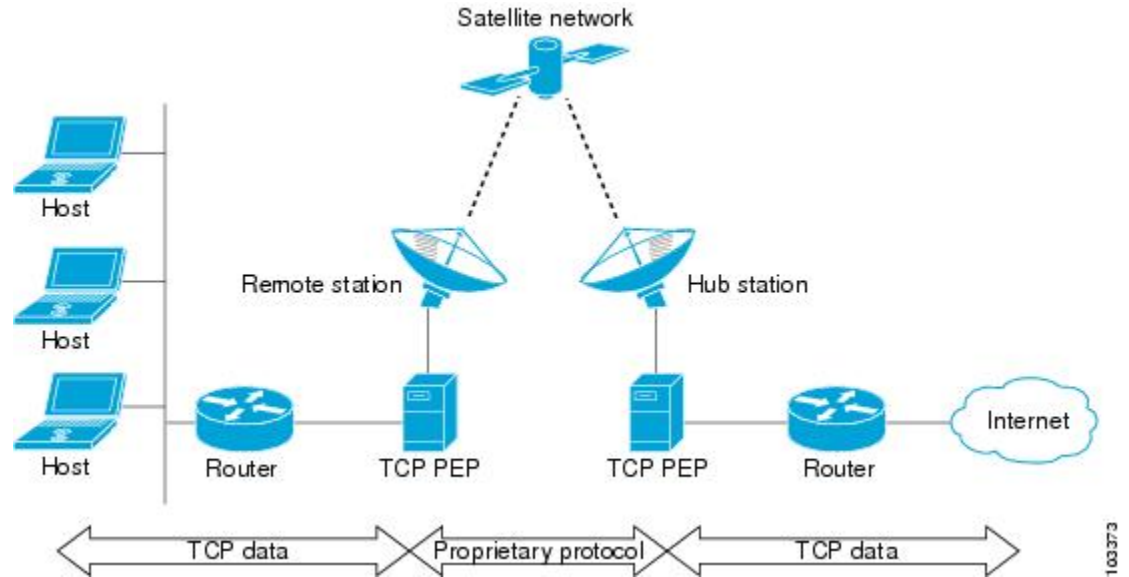 Satellite network
Host
Remote station
Hub station
Host
Internet
Host
Router
TCP PEP
TCP PEP
Router
TCP data
Proprietary protocol
TCP data
103373